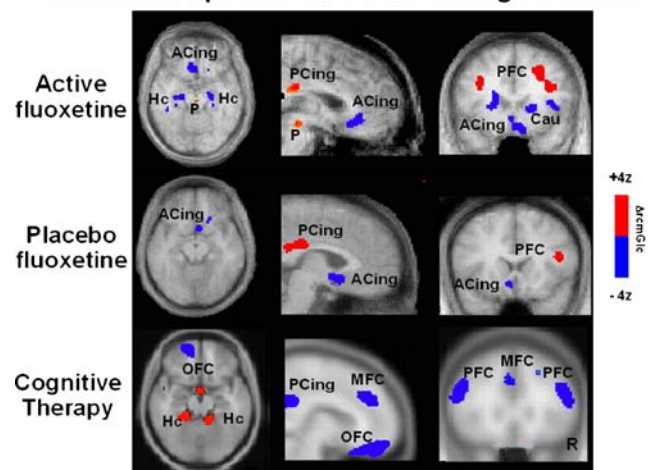 Active
fluoxetine
ACing
Hc
Hc
P
PCing
ACing
P
PFC
ACing
Cau
Placebo
fluoxetine
ACing
PCing
ACing
PFC
ACing
Cognitive
Therapy
OFC
Hc
Hc
PCing
MFC
OFC
PFC
MFC
PFC
R
+4z
ΔrcmGlc
- 4z